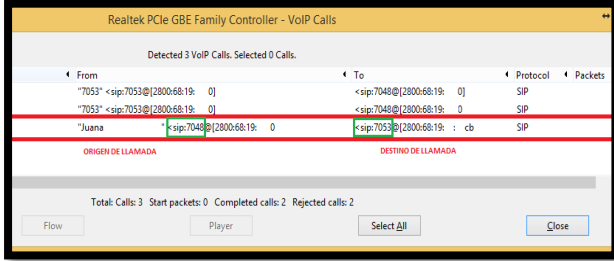 Realtek PCIe GBE Family Controller - VoIP Calls
Detected 3 VoIP Calls. Selected 0 Calls.
From To Protocol Packets
"7053" <sip:7053@[2800:68:19: 0] <sip:7048@[2800:68:19: 0] SIP
"7053" <sip:7053@[2800:68:19: 0] <sip:7048@[2800:68:19: 0 SIP
"Juana " <sip:7048@[2800:68:19: 0 <sip:7053@[2800:68:19: : cb SIP
ORIGEN DE LLAMADA DESTINO DE LLAMADA
Total: Calls: 3 Start packets: 0 Completed calls: 2 Rejected calls: 2
Flow Player Select All Close